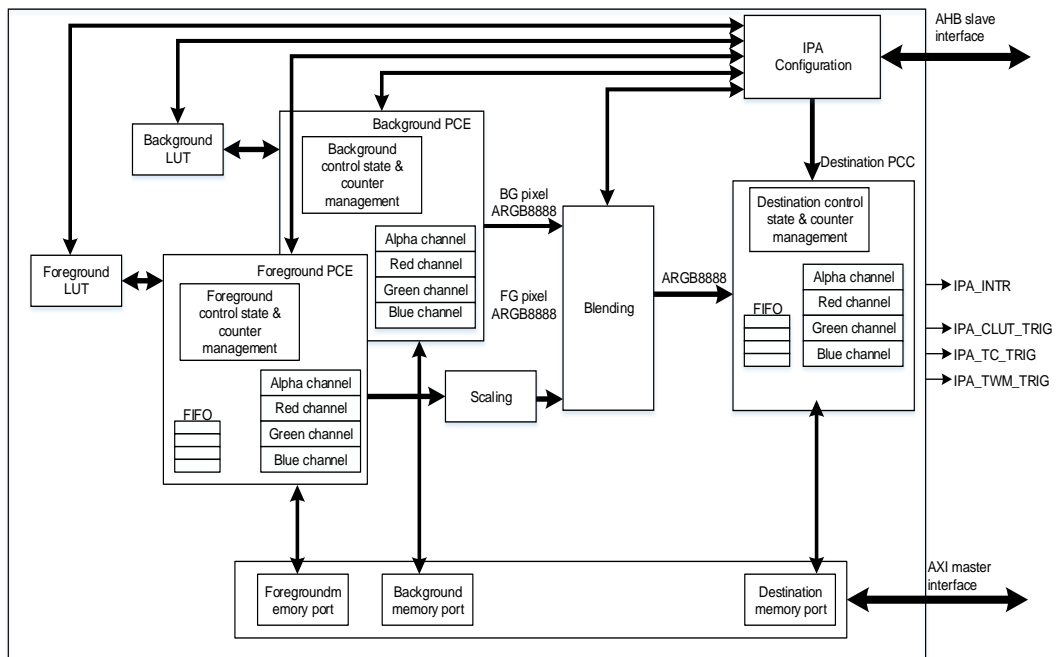 AHB slave
interface
IPA
Configuration
Background PCE
Background
LUT
Background
control state &
counter
management
Destination PCC
BG pixel
ARGB8888
Destination control
state & counter
management
Alpha channel
Red channel
Green channel
Blue channel
Foreground
LUT
Foreground PCE
Foreground
control state &
counter
management
FG pixel
ARGB8888
Blending
ARGB8888
Alpha channel
Red channel
Green channel
Blue channel
FIFO
IPA_INTR
IPA_CLUT_TRIG
IPA_TC_TRIG
IPA_TWM_TRIG
Alpha channel
Red channel
Green channel
Blue channel
FIFO
Scaling
Foregroundm
emory port
Background
memory port
Destination
memory port
AXI master
interface